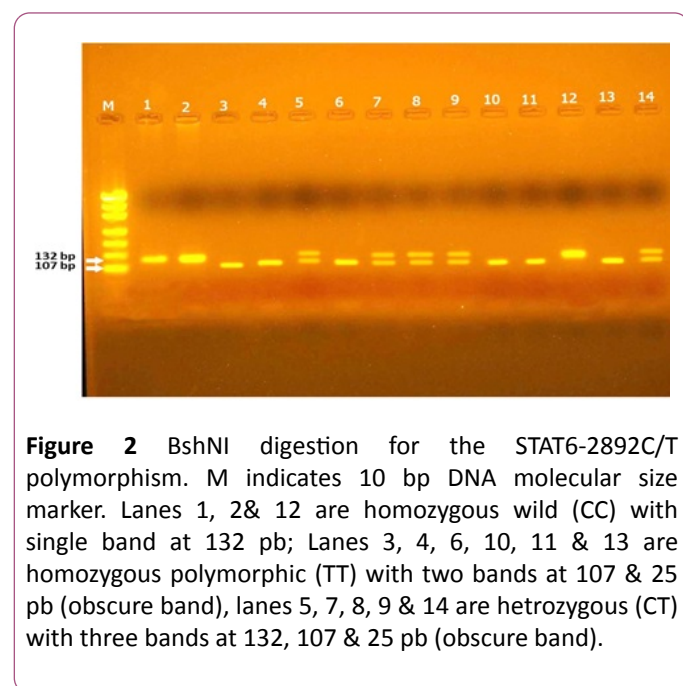 M 1 2 3 4 5 6 7 8 9 10 11 12 13 14
132 bp
107 bp
Figure 2 BshNI digestion for the STAT6-2892C/T
polymorphism. M indicates 10 bp DNA molecular size
marker. Lanes 1, 2& 12 are homozygous wild (CC) with
single band at 132 pb; Lanes 3, 4, 6, 10, 11 & 13 are
homozygous polymorphic (TT) with two bands at 107 & 25
pb (obscure band), lanes 5, 7, 8, 9 & 14 are hetrozygous (CT)
with three bands at 132, 107 & 25 pb (obscure band).